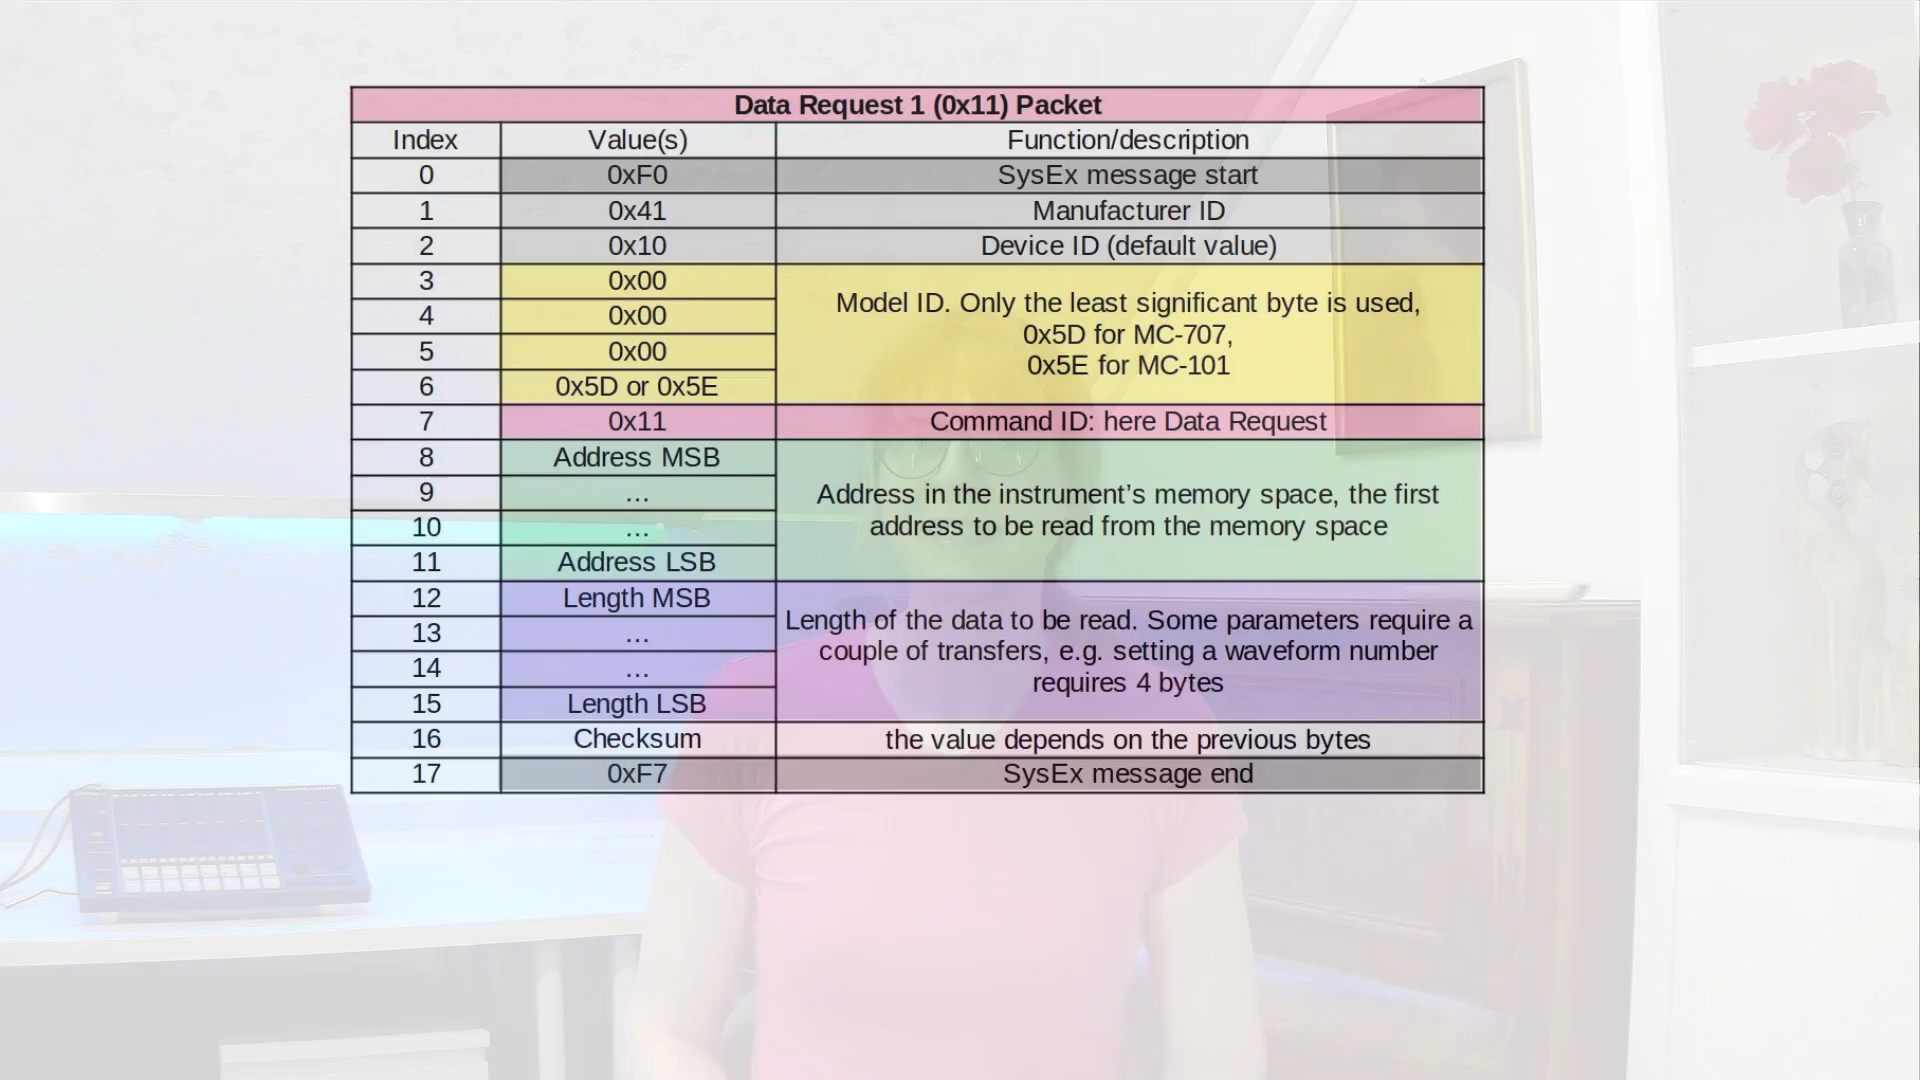 Data Request 1 (0x11) Packet
Index Value(s) Function/description
0 0xF0 SysEx message start
1 0x41 Manufacturer ID
2 0x10 Device ID (default value)
3 0x00
4 0x00
5 0x00
6 0x5D or 0x5E
Model ID. Only the least significant byte is used,
0x5D for MC-707,
0x5E for MC-101
7 0x11 Command ID: here Data Request
8 Address MSB
9 ...
10 ...
11 Address LSB
Address in the instrument’s memory space, the first
address to be read from the memory space
12 Length MSB
13 ...
14 ...
15 Length LSB
Length of the data to be read. Some parameters require a
couple of transfers, e.g. setting a waveform number
requires 4 bytes
16 Checksum the value depends on the previous bytes
17 0xF7 SysEx message end